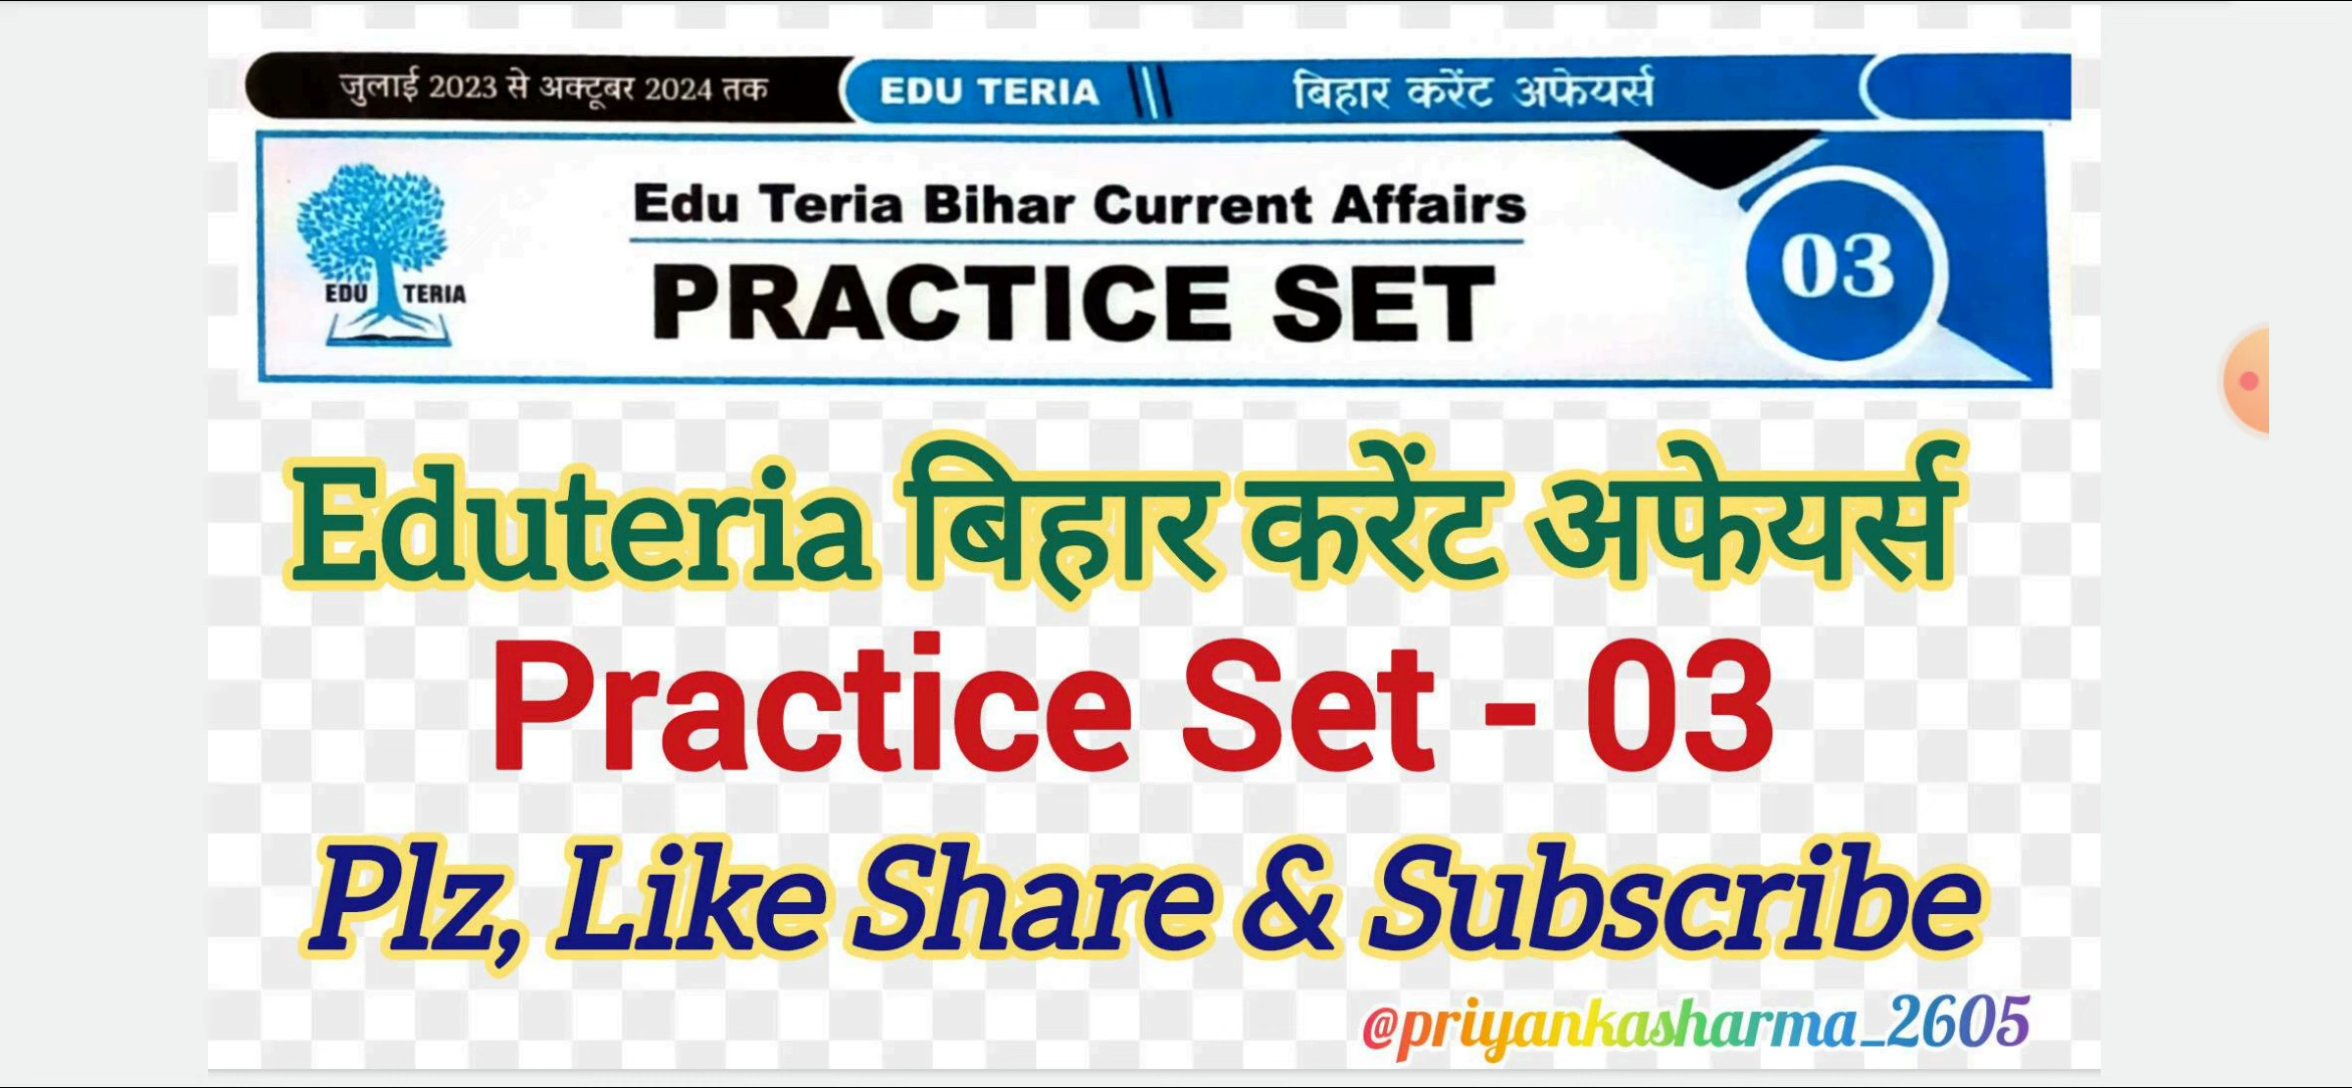 जुलाई 2023 से अक्टूबर 2024 तक EDU TERIA बिहार करेंट अफेयर्स
Edu Teria Bihar Current Affairs
PRACTICE SET
03
EDU TERIA
Eduteria बिहार करेंट अफेयर्स
Practice Set - 03
Plz, Like Share & Subscribe
@priyankasharma_2605